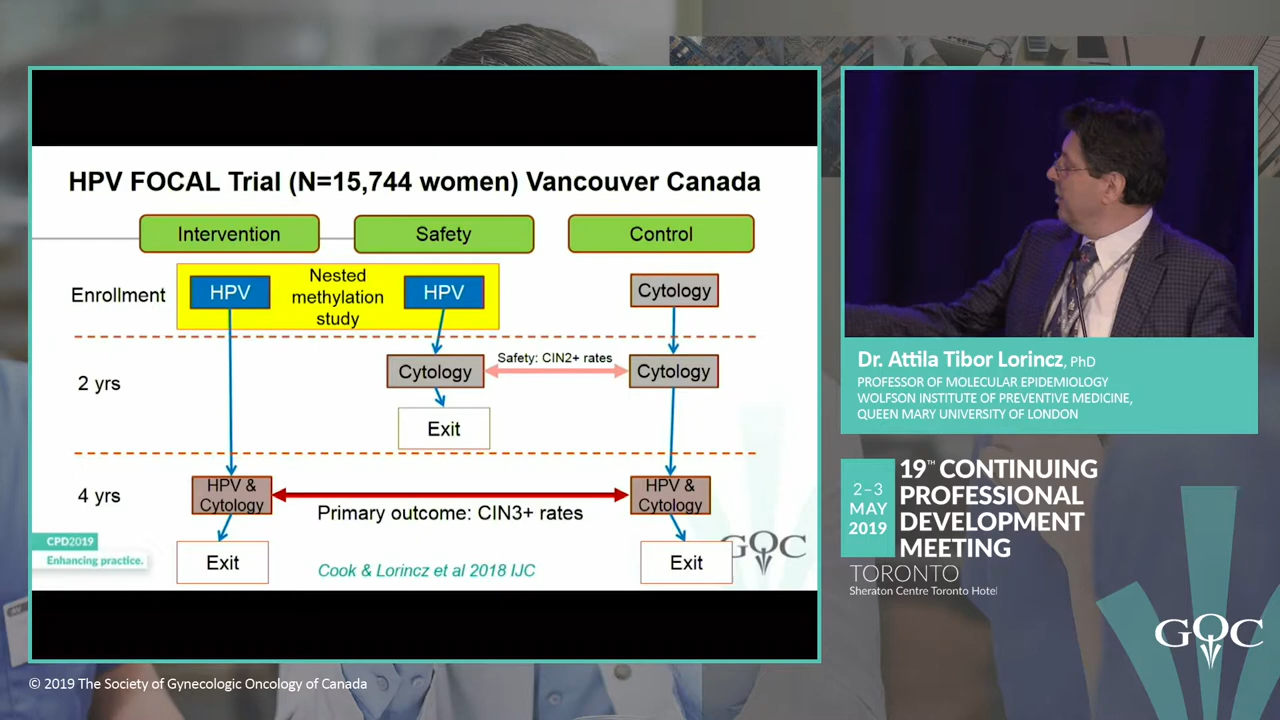 HPV FOCAL Trial (N=15,744 women) Vancouver Canada
Intervention
Safety
Control
Enrollment
HPV
Nested
methylation
study
HPV
Cytology
2 yrs
Cytology
Safety: CIN2+ rates
Cytology
Exit
4 yrs
HPV &
Cytology
Primary outcome: CIN3+ rates
HPV &
Cytology
CPD2019
Enhancing practice.
Exit
Cook & Lorincz et al 2018 IJC
Exit
GOC
Dr. Attila Tibor Lorincz, PhD
PROFESSOR OF MOLECULAR EPIDEMIOLOGY
WOLFSON INSTITUTE OF PREVENTIVE MEDICINE,
QUEEN MARY UNIVERSITY OF LONDON
2–3
MAY
2019
19TH CONTINUING
PROFESSIONAL
DEVELOPMENT
MEETING
TORONTO
Sheraton Centre Toronto Hotel
GOC
© 2019 The Society of Gynecologic Oncology of Canada